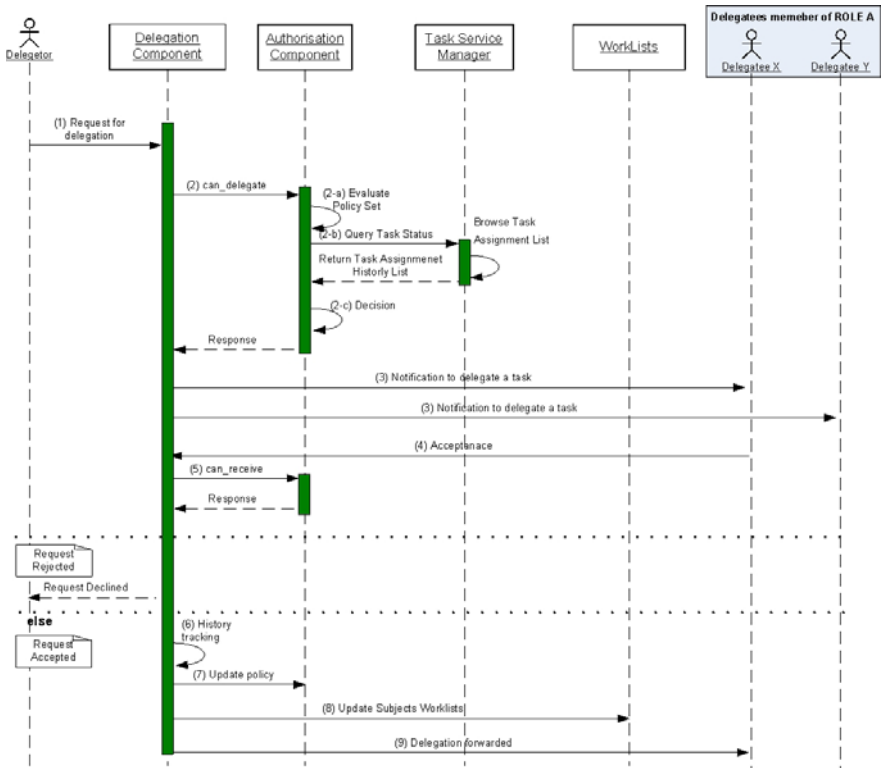 Delegatees memeber of ROLE A
Delegetor
Delegation
Component
Authorisation
Component
Task Service
Manager
WorkLists
Delegatee X
Delegatee Y
(1) Request for
delegation
(2) can_delegate
(2-a) Evaluate
Policy Set
(2-b) Query Task Status
Browse Task
Assignment List
Return Task Assignmenet
Historly List
(2-c) Decision
Response
(3) Notification to delegate a task
(3) Notification to delegate a task
(4) Acceptanace
(5) can_receive
Response
Request
Rejected
Request Declined
else
Request
Accepted
(6) History
tracking
(7) Update policy
(8) Update Subjects Worklists
(9) Delegation forwarded